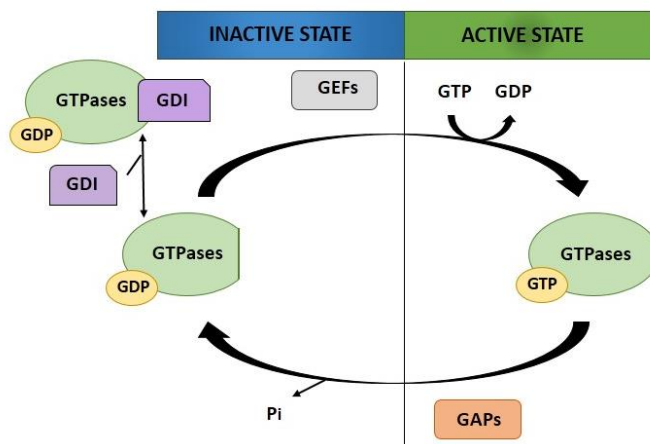 INACTIVE STATE
ACTIVE STATE
GTPases
GDI
GDP
GEFs
GTP
GDP
GDI
GTPases
GDP
GTPases
GTP
Pi
GAPs